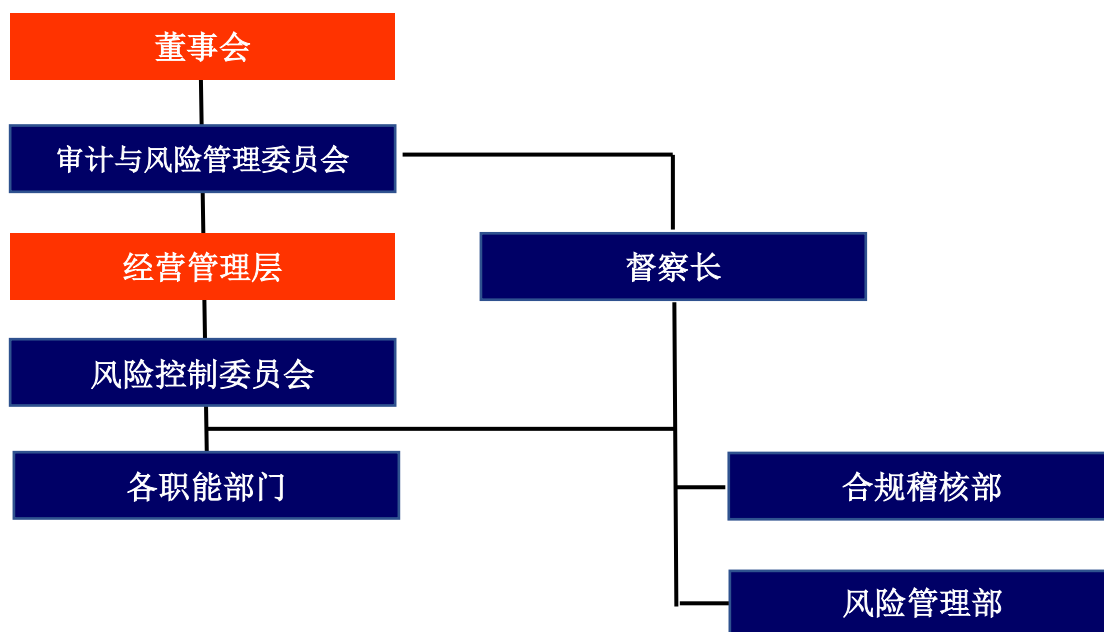 董事会
审计与风险管理委员会
经营管理层
督察长
风险控制委员会
各职能部门
合规稽核部
风险管理部